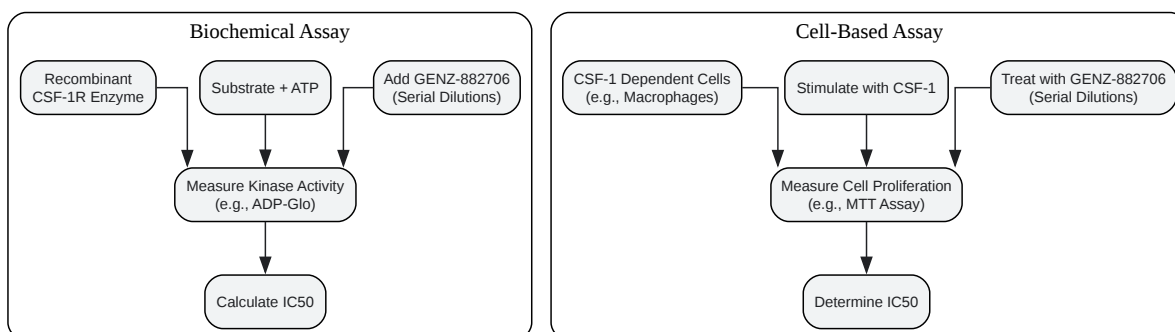 Biochemical Assay
Recombinant
CSF-1R Enzyme
Substrate + ATP
Add GENZ-882706
(Serial Dilutions)
Measure Kinase Activity
(e.g., ADP-Glo)
Calculate IC50
Cell-Based Assay
CSF-1 Dependent Cells
(e.g., Macrophages)
Stimulate with CSF-1
Treat with GENZ-882706
(Serial Dilutions)
Measure Cell Proliferation
(e.g., MTT Assay)
Determine IC50